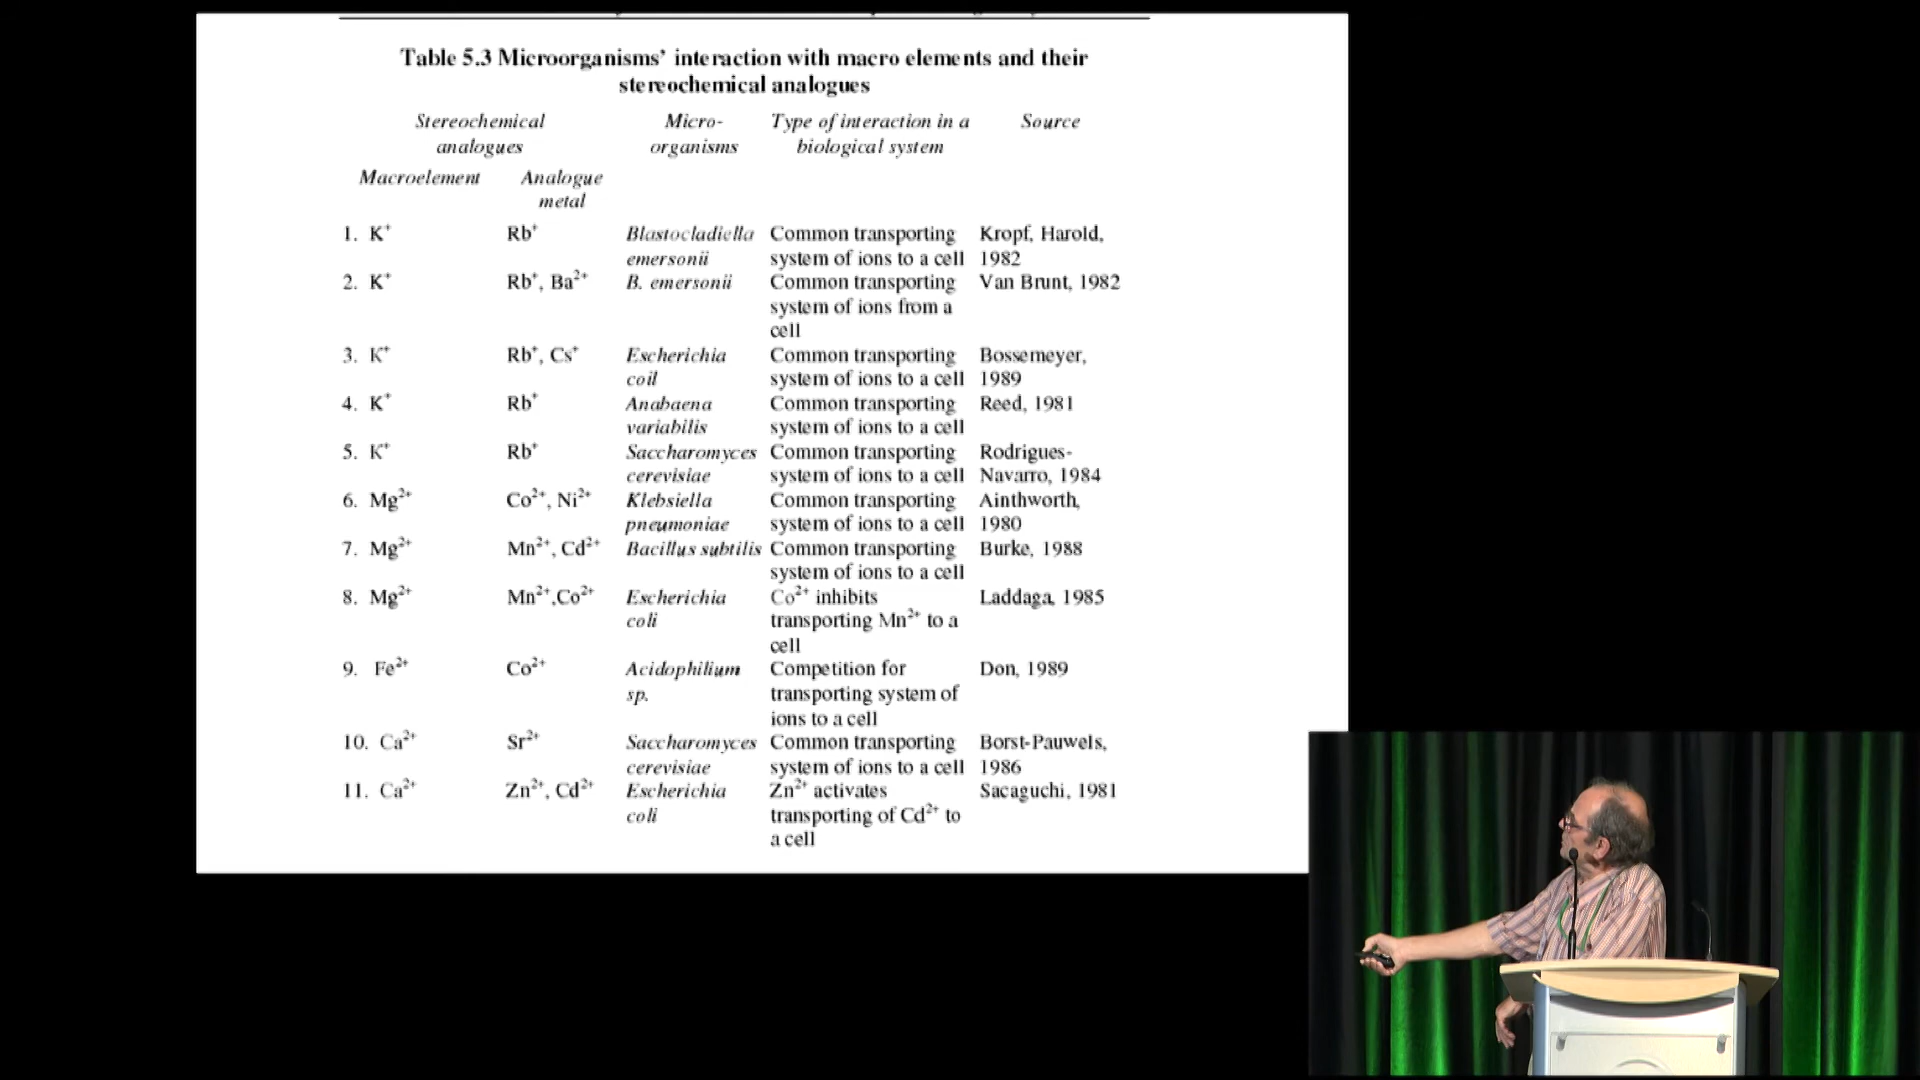 Table 5.3 Microorganisms’ interaction with macro elements and their
stereochemical analogues
Stereochemical analogues
Micro-organisms
Type of interaction in a biological system
Source
Macroelement
Analogue metal
1. K⁺ Rb⁺ Blastocladiella Common transporting Kropf, Harold,
emersonii system of ions to a cell 1982
2. K⁺ Rb⁺, Ba²⁺ B. emersonii Common transporting Van Brunt, 1982
system of ions from a
cell
3. K⁺ Rb⁺, Cs⁺ Escherichia Common transporting Bossemeyer,
coil system of ions to a cell 1989
4. K⁺ Rb⁺ Anabaena Common transporting Reed, 1981
variabilis system of ions to a cell
5. K⁺ Rb⁺ Saccharomyces Common transporting Rodrigues-
cerevisiae system of ions to a cell Navarro, 1984
6. Mg²⁺ Co²⁺, Ni²⁺ Klebsiella Common transporting Ainthworth,
pneumoniae system of ions to a cell 1980
7. Mg²⁺ Mn²⁺, Cd²⁺ Bacillus subtilis Common transporting Burke, 1988
system of ions to a cell
8. Mg²⁺ Mn²⁺,Co²⁺ Escherichia Co²⁺ inhibits Laddaga, 1985
coli transporting Mn²⁺ to a
cell
9. Fe²⁺ Co²⁺ Acidophilium Competition for Don, 1989
sp. transporting system of
ions to a cell
10. Ca²⁺ Sr²⁺ Saccharomyces Common transporting Borst-Pauwels,
cerevisiae system of ions to a cell 1986
11. Ca²⁺ Zn²⁺, Cd²⁺ Escherichia Zn²⁺ activates Sacaguchi, 1981
coli transporting of Cd²⁺ to
a cell